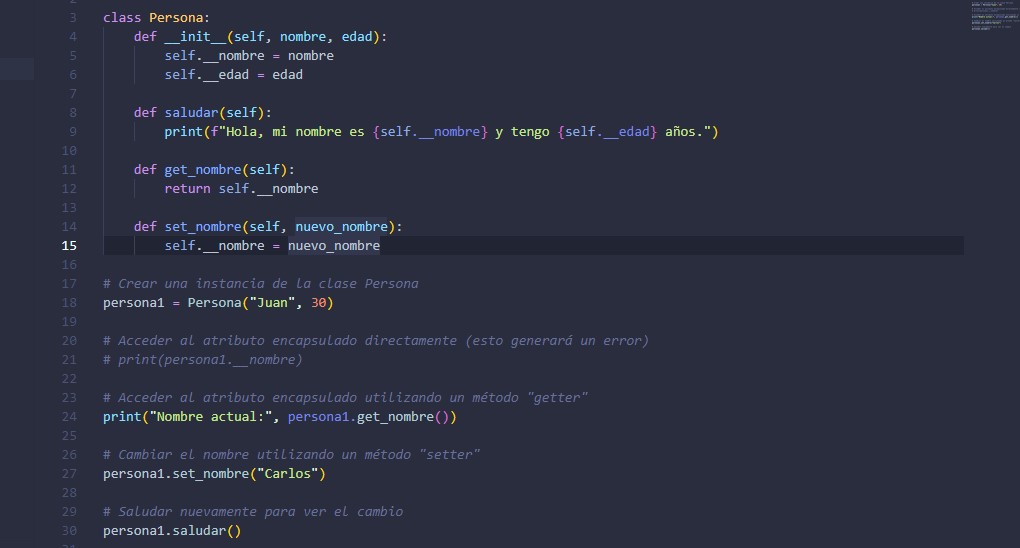 2
3 class Persona:
4     def __init__(self, nombre, edad):
5         self.__nombre = nombre
6         self.__edad = edad
7
8     def saludar(self):
9         print(f"Hola, mi nombre es {self.__nombre} y tengo {self.__edad} años.")
10
11     def get_nombre(self):
12         return self.__nombre
13
14     def set_nombre(self, nuevo_nombre):
15         self.__nombre = nuevo_nombre
16
17 # Crear una instancia de la clase Persona
18 persona1 = Persona("Juan", 30)
19
20 # Acceder al atributo encapsulado directamente (esto generará un error)
21 # print(persona1.__nombre)
22
23 # Acceder al atributo encapsulado utilizando un método "getter"
24 print("Nombre actual:", persona1.get_nombre())
25
26 # Cambiar el nombre utilizando un método "setter"
27 persona1.set_nombre("Carlos")
28
29 # Saludar nuevamente para ver el cambio
30 persona1.saludar()